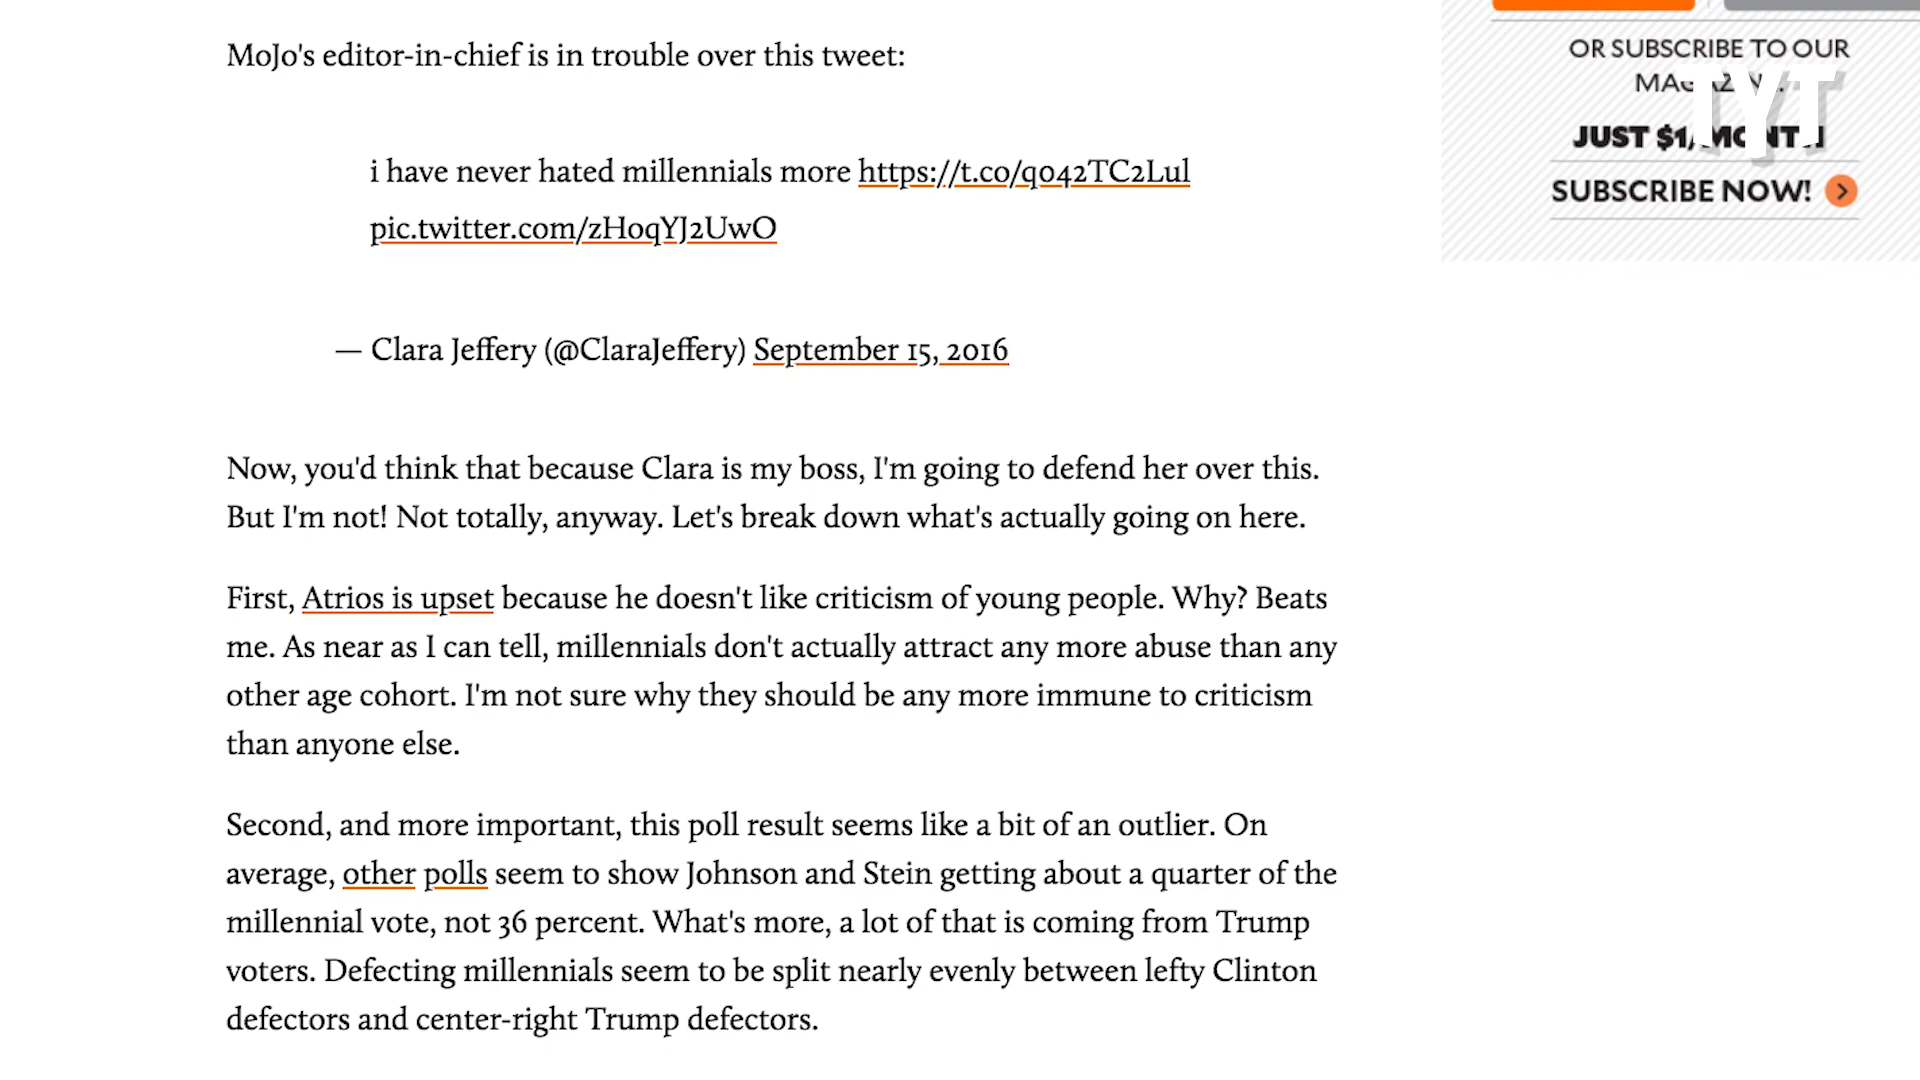 MoJo's editor-in-chief is in trouble over this tweet:
i have never hated millennials more https://t.co/q042TC2Lul
pic.twitter.com/zHoqYJ2UwO
— Clara Jeffery (@ClaraJeffery) September 15, 2016
Now, you'd think that because Clara is my boss, I'm going to defend her over this.
But I'm not! Not totally, anyway. Let's break down what's actually going on here.
First, Atrios is upset because he doesn't like criticism of young people. Why? Beats
me. As near as I can tell, millennials don't actually attract any more abuse than any
other age cohort. I'm not sure why they should be any more immune to criticism
than anyone else.
Second, and more important, this poll result seems like a bit of an outlier. On
average, other polls seem to show Johnson and Stein getting about a quarter of the
millennial vote, not 36 percent. What's more, a lot of that is coming from Trump
voters. Defecting millennials seem to be split nearly evenly between lefty Clinton
defectors and center-right Trump defectors.
OR SUBSCRIBE TO OUR
JUST $1/MONTH
SUBSCRIBE NOW!
TYT